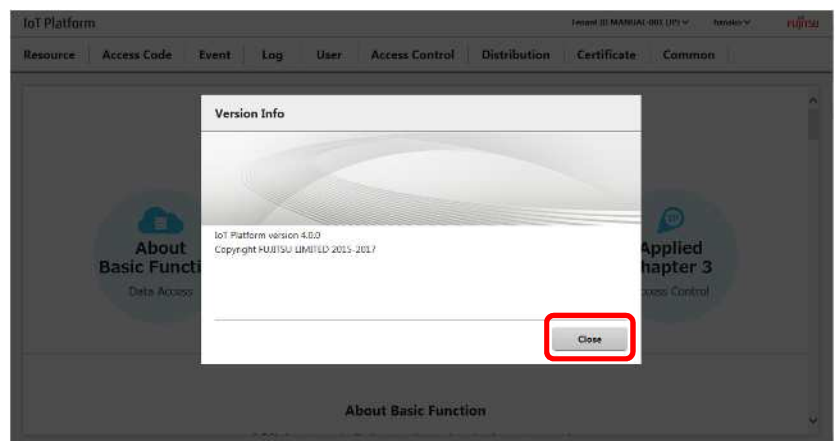 IoT Platform
Tenant ID MANUAL-001 (JP)
hanako
FUJITSU
Resource
Access Code
Event
Log
User
Access Control
Distribution
Certificate
Common
Version Info
IoT Platform version 4.0.0
Copyright FUJITSU LIMITED 2015-2017
Close
About
Basic Functi
Data Access
Applied
hapter 3
ccess Control
About Basic Function